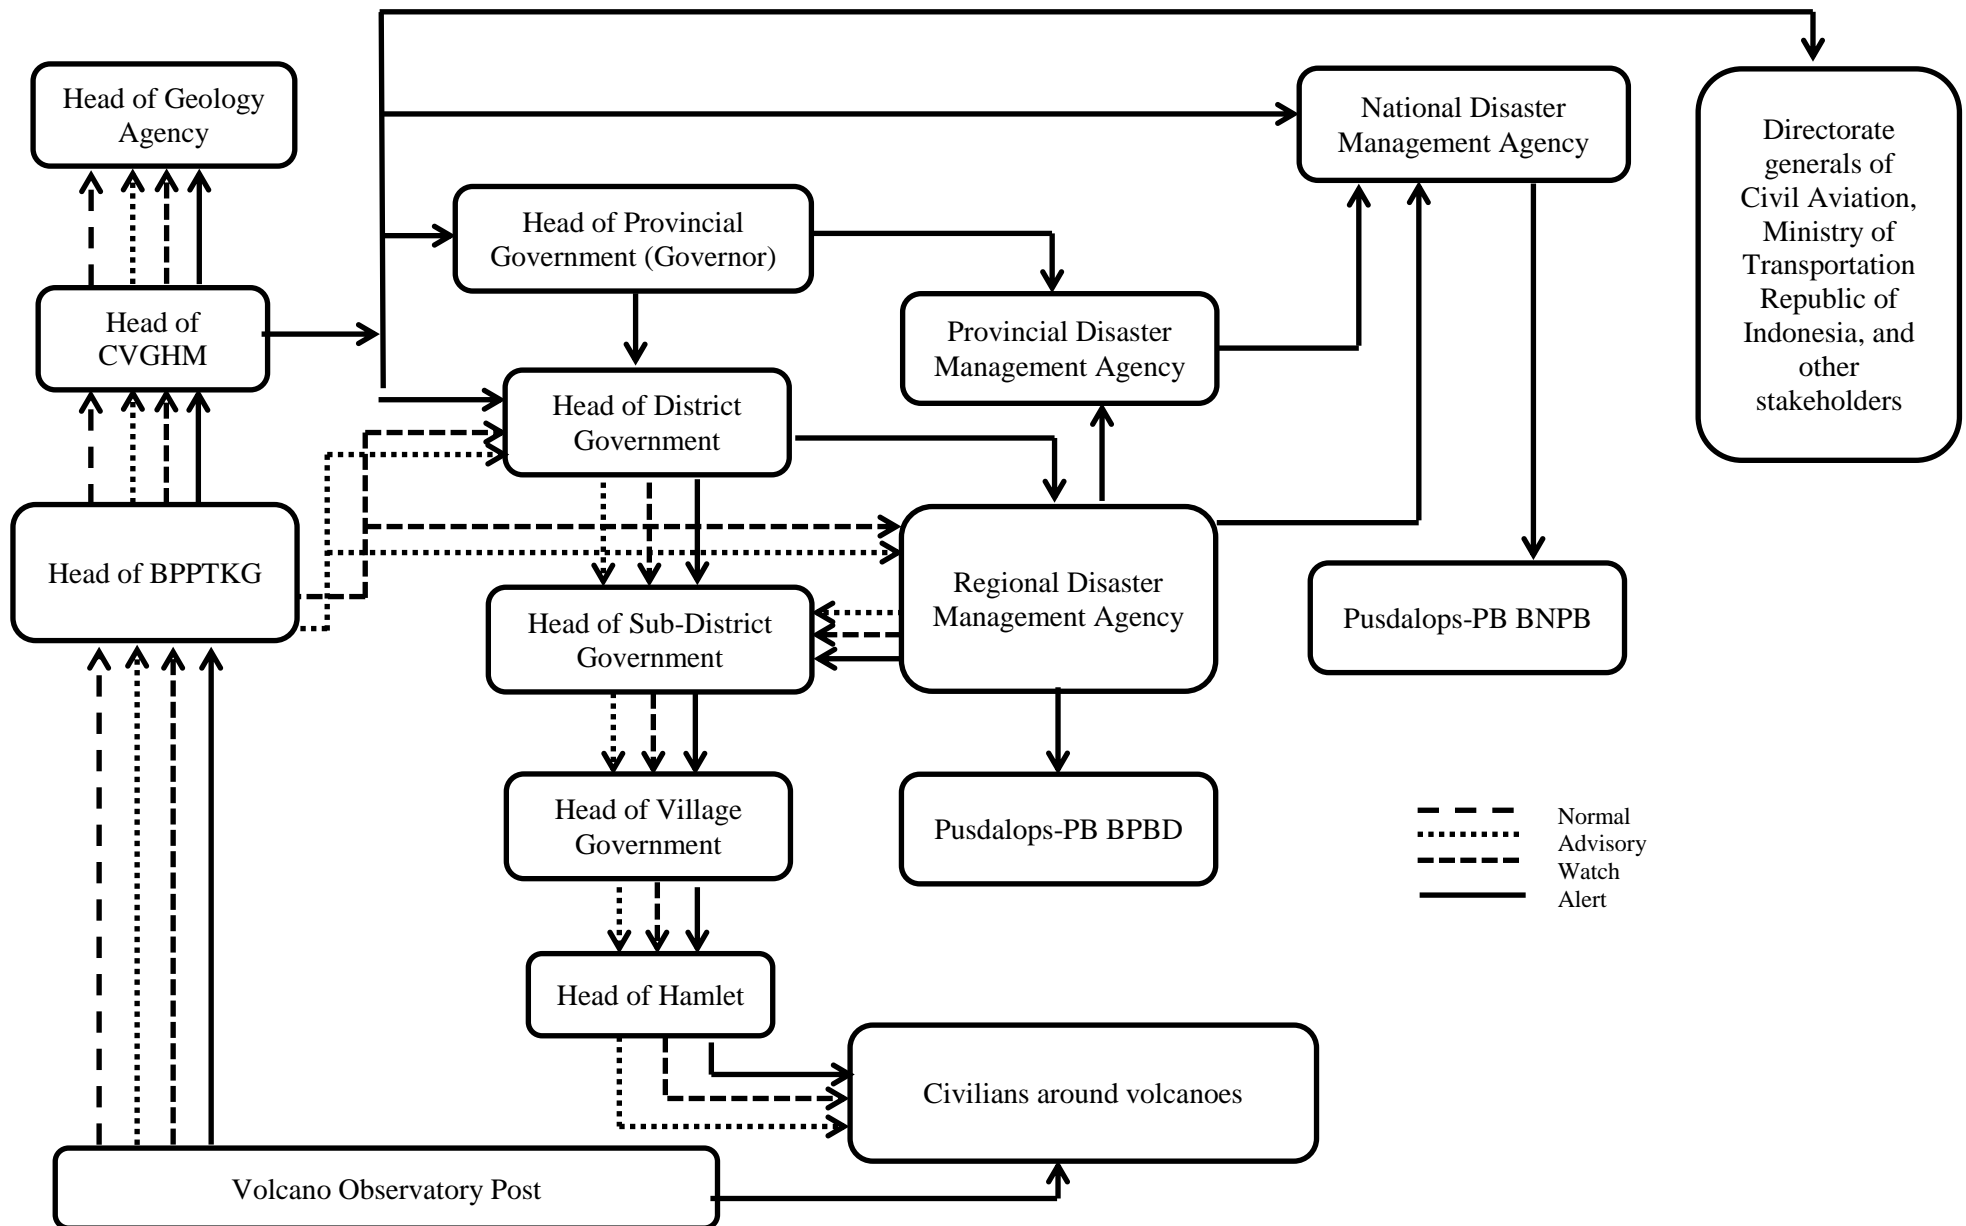 Head of Geology
Agency
National Disaster
Management Agency
Directorate
generals of
Civil Aviation,
Ministry of
Transportation
Republic of
Indonesia, and
other
stakeholders
Head of Provincial
Government (Governor)
Head of
CVGHM
Provincial Disaster
Management Agency
Head of District
Government
Head of BPPTKG
Regional Disaster
Management Agency
Head of Sub-District
Government
Pusdalops-PB BNPB
Head of Village
Government
Pusdalops-PB BPBD
Normal
Advisory
Watch
Alert
Head of Hamlet
Civilians around volcanoes
Volcano Observatory Post